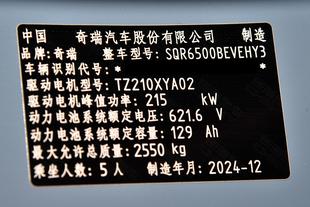 中国 奇瑞汽车股份有限公司 制造
品牌:奇瑞 整车型号:SQR6500BEVEHY3
车辆识别代号:* *
驱动电机型号:TZ210XYA02
驱动电机峰值功率:215 kW
动力电池系统额定电压:621.6 V
动力电池系统额定容量:129 Ah
最大允许总质量:2550 kg
乘坐人数:5人 制造年月:2024-12